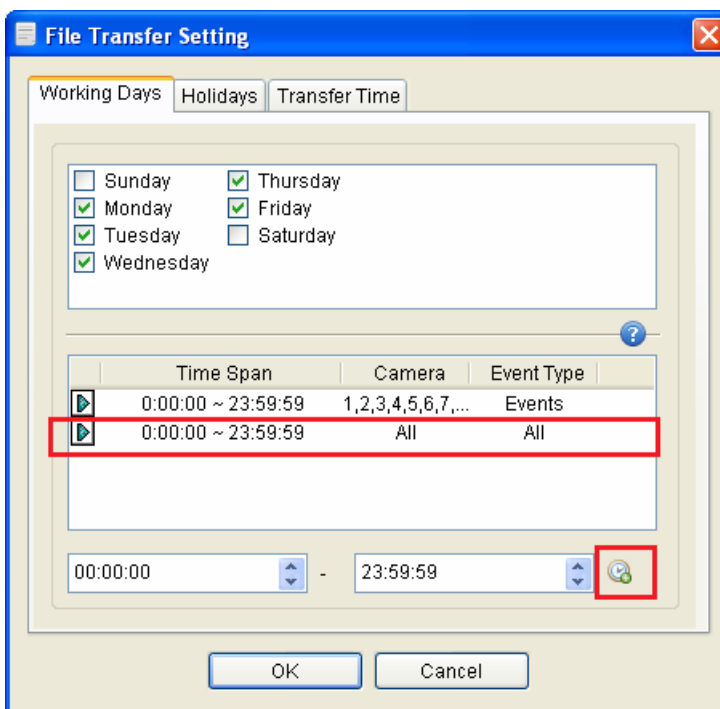 File Transfer Setting
Working Days Holidays Transfer Time
Sunday Thursday
Monday Friday
Tuesday Saturday
Wednesday
?
Time Span Camera Event Type
0:00:00 ~ 23:59:59 1,2,3,4,5,6,7,... Events
0:00:00 ~ 23:59:59 All All
00:00:00 - 23:59:59
OK Cancel